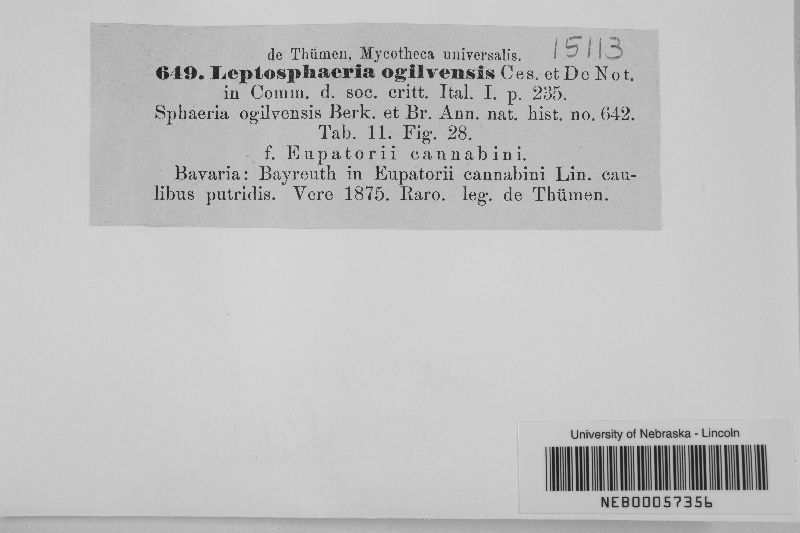 de Thümen, Mycotheca universalis. 15113
649. Leptosphaeria ogilvensis Ces. et De Not.
in Comm. d. soc. critt. Ital. I. p. 235.
Sphaeria ogilvensis Berk. et Br. Ann. nat. hist. no. 642.
Tab. 11. Fig. 28.
f. Eupatorii cannabini.
Bavaria: Bayreuth in Eupatorii cannabini Lin. cau-
libus putridis. Vere 1875. Raro. leg. de Thümen.
University of Nebraska - Lincoln
NEB00057356